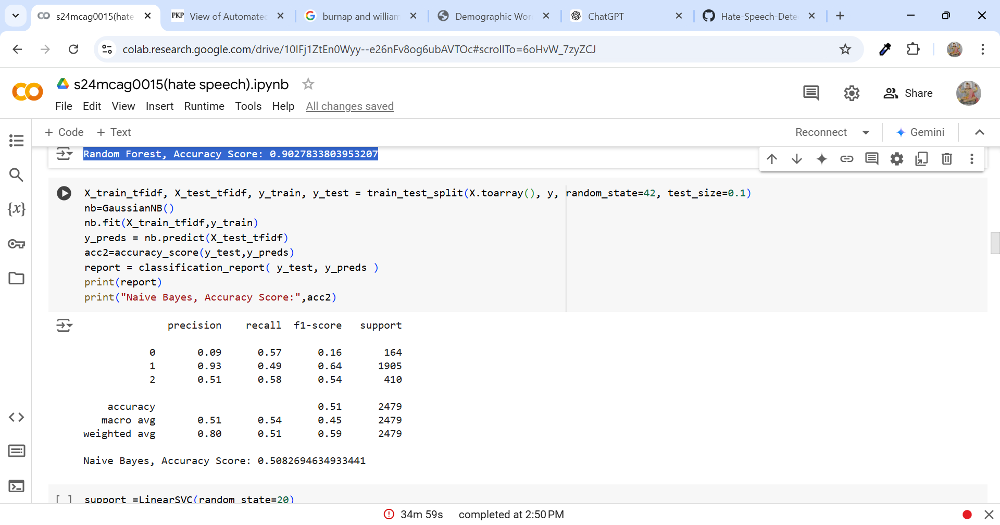 s24mcag0015(hate
View of Automate
burnap and william
Demographic Wor
ChatGPT
Hate-Speech-Dete
colab.research.google.com/drive/10IFj1ZtEn0Wyy--e26nFv8og6ubAVTOc#scrollTo=6oHvW_7zyZCJ
s24mcag0015(hate speech).ipynb
File Edit View Insert Runtime Tools Help All changes saved
Share
+ Code + Text
Reconnect
Gemini
Random Forest, Accuracy Score: 0.9027833803953207
X_train_tfidf, X_test_tfidf, y_train, y_test = train_test_split(X.toarray(), y, random_state=42, test_size=0.1)
nb=GaussianNB()
nb.fit(X_train_tfidf,y_train)
y_preds = nb.predict(X_test_tfidf)
acc2=accuracy_score(y_test,y_preds)
report = classification_report( y_test, y_preds )
print(report)
print("Naive Bayes, Accuracy Score:",acc2)
precision recall f1-score support
0 0.09 0.57 0.16 164
1 0.93 0.49 0.64 1905
2 0.51 0.58 0.54 410
accuracy 0.51 2479
macro avg 0.51 0.54 0.45 2479
weighted avg 0.80 0.51 0.59 2479
Naive Bayes, Accuracy Score: 0.5082694634933441
[ ] support =LinearSVC(random_state=20)
34m 59s completed at 2:50 PM